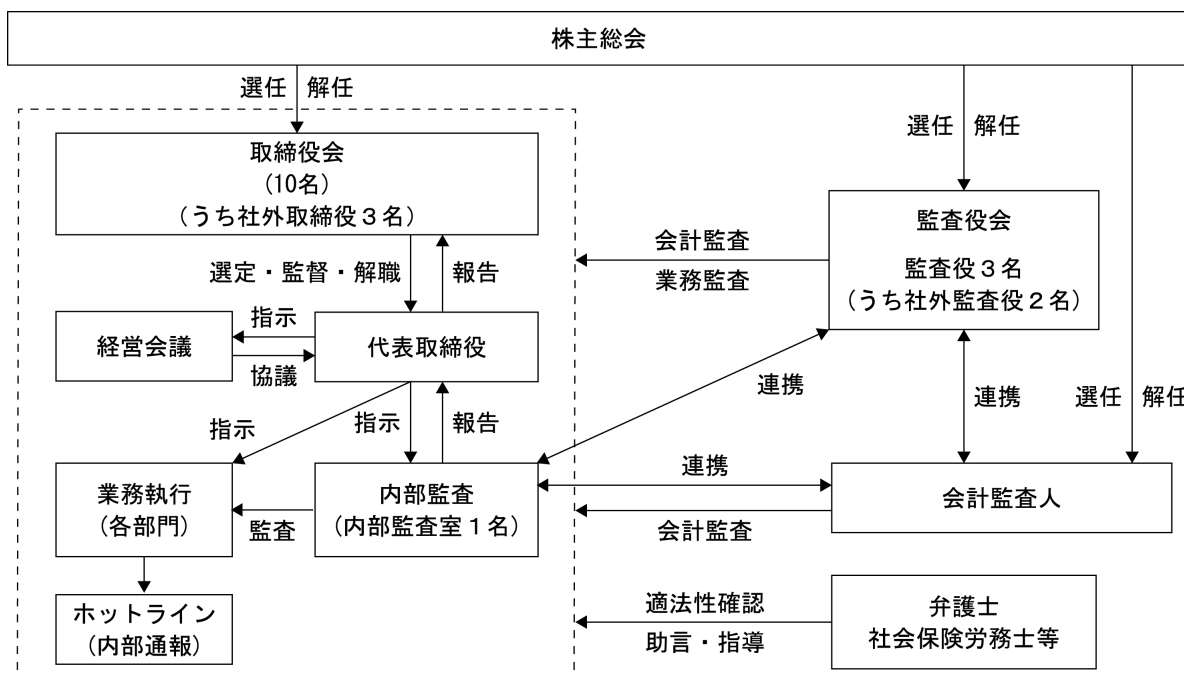 株主総会
選任 解任
取締役会
(10名)
(うち社外取締役３名)
選定・監督・解職
報告
選任 解任
監査役会
監査役３名
(うち社外監査役２名)
会計監査
業務監査
経営会議
指示
協議
代表取締役
連携
連携
選任 解任
指示
指示
報告
業務執行
(各部門)
監査
内部監査
(内部監査室１名)
連携
会計監査
会計監査人
ホットライン
(内部通報)
適法性確認
助言・指導
弁護士
社会保険労務士等